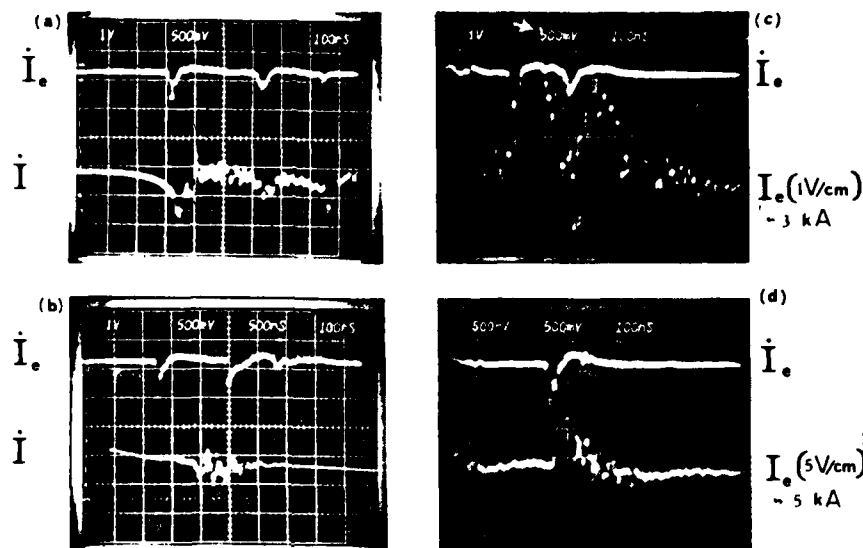 (a)
1V 500mV 100nS
İe
İ
(c)
1V 500mV 100nS
İe
Ie (1V/cm)
~ 3 kA
(b)
1V 500mV 500nS 100nS
İe
İ
(d)
500mV 500mV 100nS
İe
Ie (5V/cm)
~ 5 kA